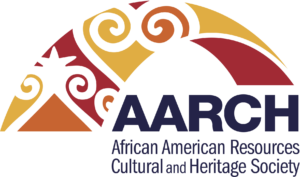 AARCH
African American Resources
Cultural and Heritage Society